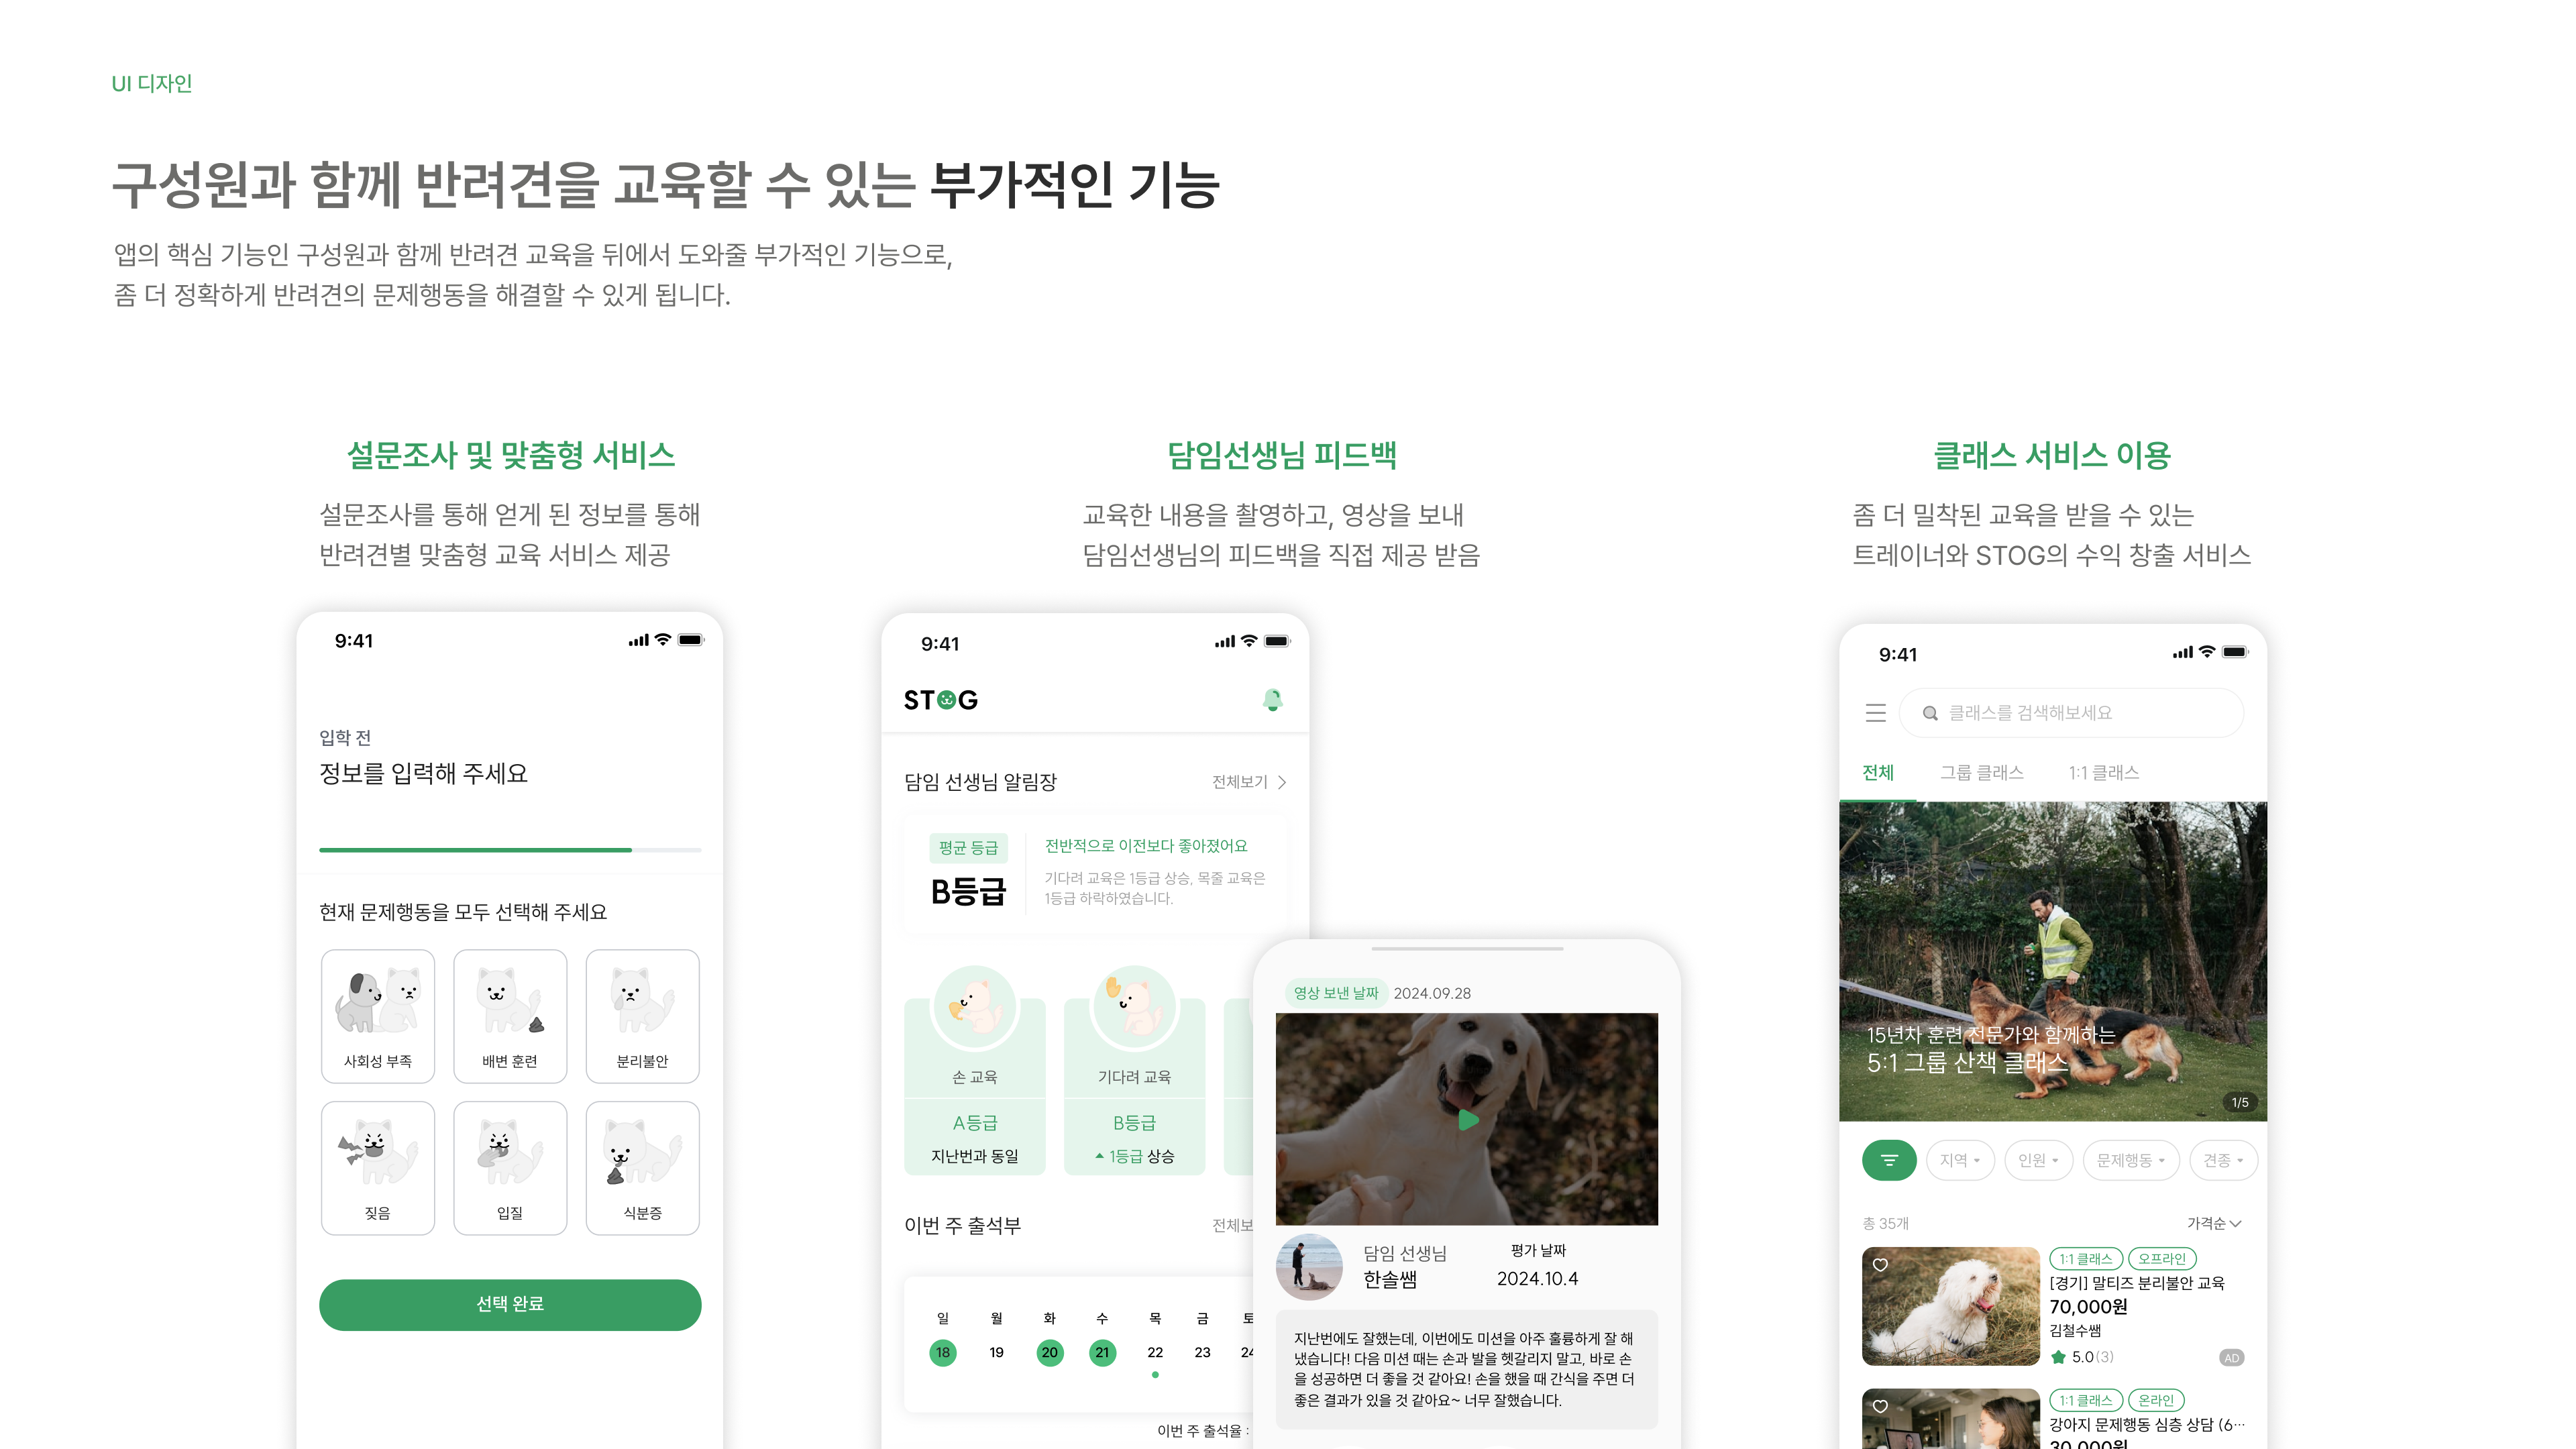 UI 디자인
구성원과 함께 반려견을 교육할 수 있는 부가적인 기능
앱의 핵심 기능인 구성원과 함께 반려견 교육을 뒤에서 도와줄 부가적인 기능으로,
좀 더 정확하게 반려견의 문제행동을 해결할 수 있게 됩니다.
설문조사 및 맞춤형 서비스
설문조사를 통해 얻게 된 정보를 통해
반려견별 맞춤형 교육 서비스 제공
9:41
입학 전
정보를 입력해 주세요
현재 문제행동을 모두 선택해 주세요
사회성 부족 배변 훈련 분리불안
짖음 입질 식분증
선택 완료
담임선생님 피드백
교육한 내용을 촬영하고, 영상을 보내
담임선생님의 피드백을 직접 제공 받음
9:41
STOG
담임 선생님 알림장 전체보기
평균 등급
B등급
전반적으로 이전보다 좋아졌어요
기다려 교육은 1등급 상승, 목줄 교육은
1등급 하락하였습니다.
손 교육 기다려 교육
A등급 B등급
지난번과 동일 1등급 상승
이번 주 출석부 전체보
일 월 화 수 목 금 토
18 19 20 21 22 23 24
이번 주 출석율 :
영상 보낸 날짜 2024.09.28
담임 선생님 평가 날짜
한솔쌤 2024.10.4
지난번에도 잘했는데, 이번에도 미션을 아주 훌륭하게 잘 해
냈습니다! 다음 미션 때는 손과 발을 헷갈리지 말고, 바로 손
을 성공하면 더 좋을 것 같아요! 손을 했을 때 간식을 주면 더
좋은 결과가 있을 것 같아요~ 너무 잘했습니다.
클래스 서비스 이용
좀 더 밀착된 교육을 받을 수 있는
트레이너와 STOG의 수익 창출 서비스
9:41
클래스를 검색해보세요
전체 그룹 클래스 1:1 클래스
15년차 훈련 전문가와 함께하는
5:1 그룹 산책 클래스
1/5
지역 인원 문제행동 견종
총 35개 가격순
1:1 클래스 오프라인
[경기] 말티즈 분리불안 교육
70,000원
김철수쌤
5.0(3) AD
1:1 클래스 온라인
강아지 문제행동 심층 상담 (6…
30,000원